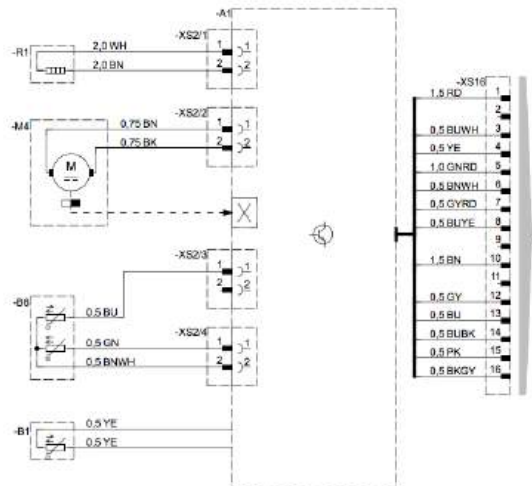 -A1
-XS2/1
-R1
2,0 WH
1
1
2,0 BN
2
2
-XS2/2
-M4
0,75 BN
1
1
0,75 BK
2
2
M
-XS2/3
1
1
2
2
-B6
0,5 BU
-XS2/4
0,5 GN
1
1
0,5 BNWH
2
2
-B1
0,5 YE
0,5 YE
-XS16
1,5 RD
1
2
0,5 BUWH
3
0,5 YE
4
1,0 GNRD
5
0,5 BNWH
6
0,5 GYRD
7
0,5 BUYE
8
9
1,5 BN
10
11
0,5 GY
12
0,5 BU
13
0,5 BUBK
14
0,5 PK
15
0,5 BKGY
16